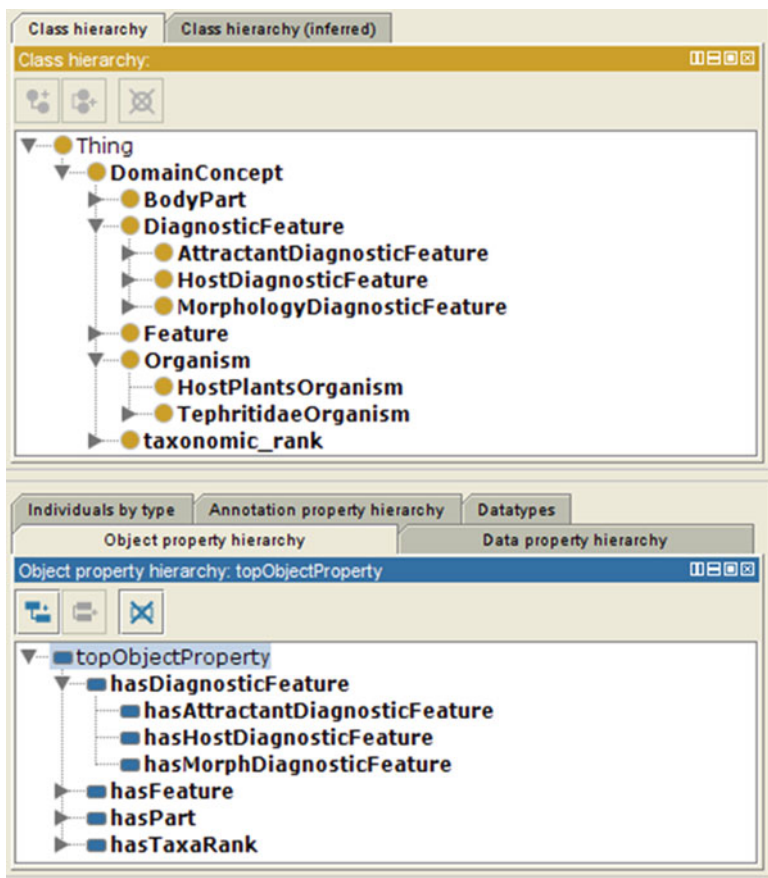 Class hierarchy Class hierarchy (inferred)
Class hierarchy:
Thing
DomainConcept
BodyPart
DiagnosticFeature
AttractantDiagnosticFeature
HostDiagnosticFeature
MorphologyDiagnosticFeature
Feature
Organism
HostPlantsOrganism
TephritidaeOrganism
taxonomic_rank
Individuals by type Annotation property hierarchy Datatypes
Object property hierarchy Data property hierarchy
Object property hierarchy: topObjectProperty
topObjectProperty
hasDiagnosticFeature
hasAttractantDiagnosticFeature
hasHostDiagnosticFeature
hasMorphDiagnosticFeature
hasFeature
hasPart
hasTaxaRank